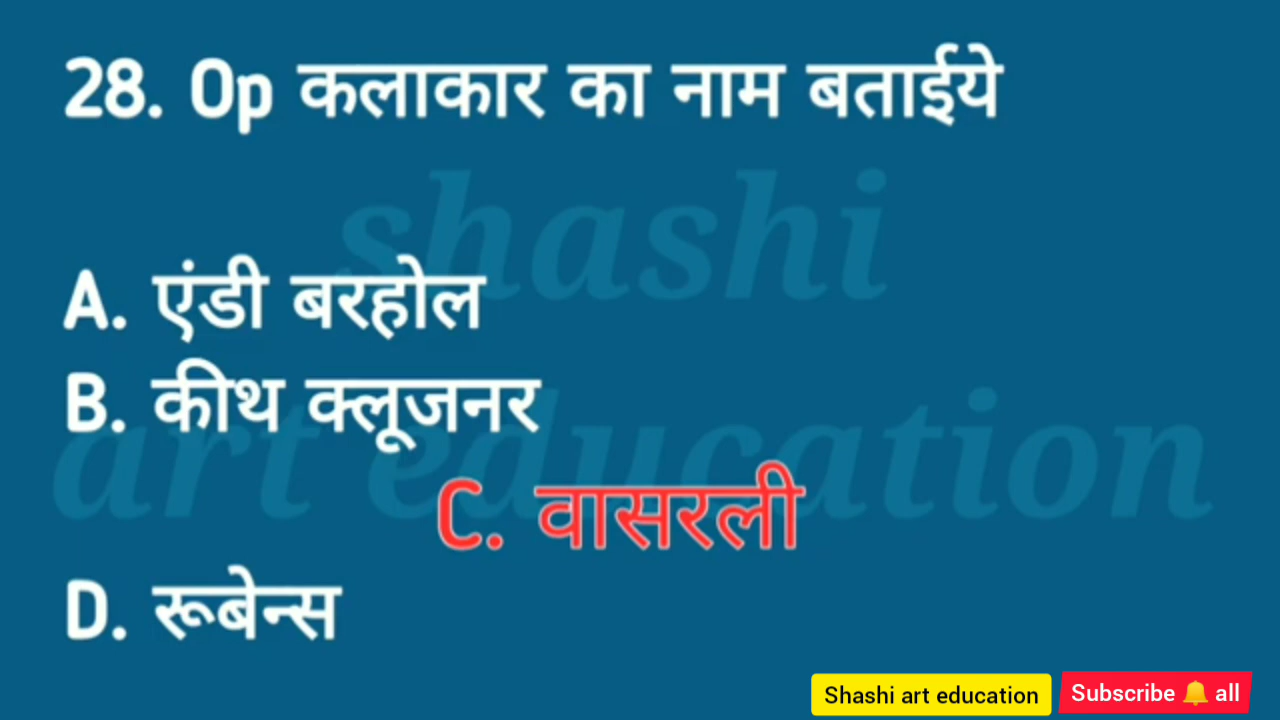 28. Op कलाकार का नाम बताईये
shashi
A. एंडी बरहोल
B. कीथ क्लूजनर
art education
C. वासरली
D. रूबेन्स
Shashi art education
Subscribe 🔔 all